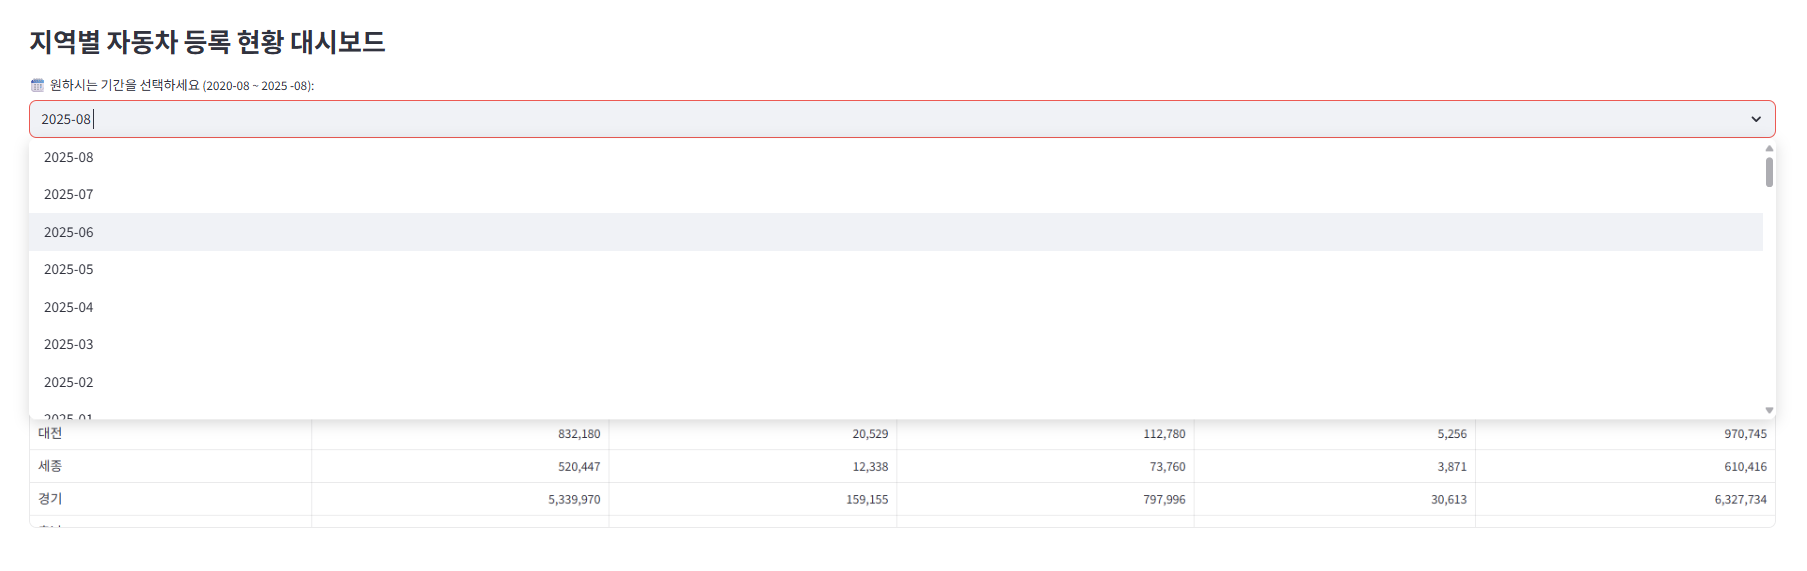 지역별 자동차 등록 현황 대시보드
원하시는 기간을 선택하세요 (2020-08 ~ 2025 -08):
2025-08
2025-08
2025-07
2025-06
2025-05
2025-04
2025-03
2025-02
2025-01
대전 832,180 20,529 112,780 5,256 970,745
세종 520,447 12,338 73,760 3,871 610,416
경기 5,339,970 159,155 797,996 30,613 6,327,734